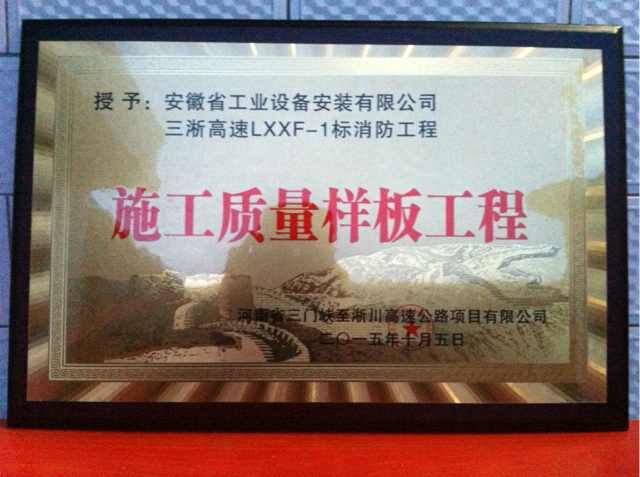 授予：安徽省工业设备安装有限公司
三淅高速LXXF-1标消防工程
施工质量样板工程
河南省三门峡至淅川高速公路项目有限公司
二〇一五年十月五日